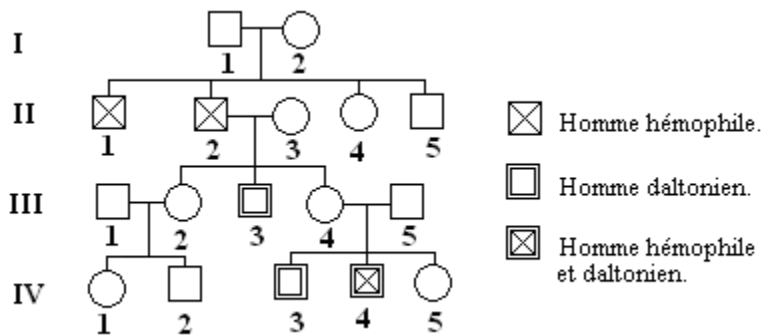 I
1 2
II
1 2 3 4 5
III
1 2 3 4 5
IV
1 2 3 4 5
Homme hémophile.
Homme daltonien.
Homme hémophile
et daltonien.